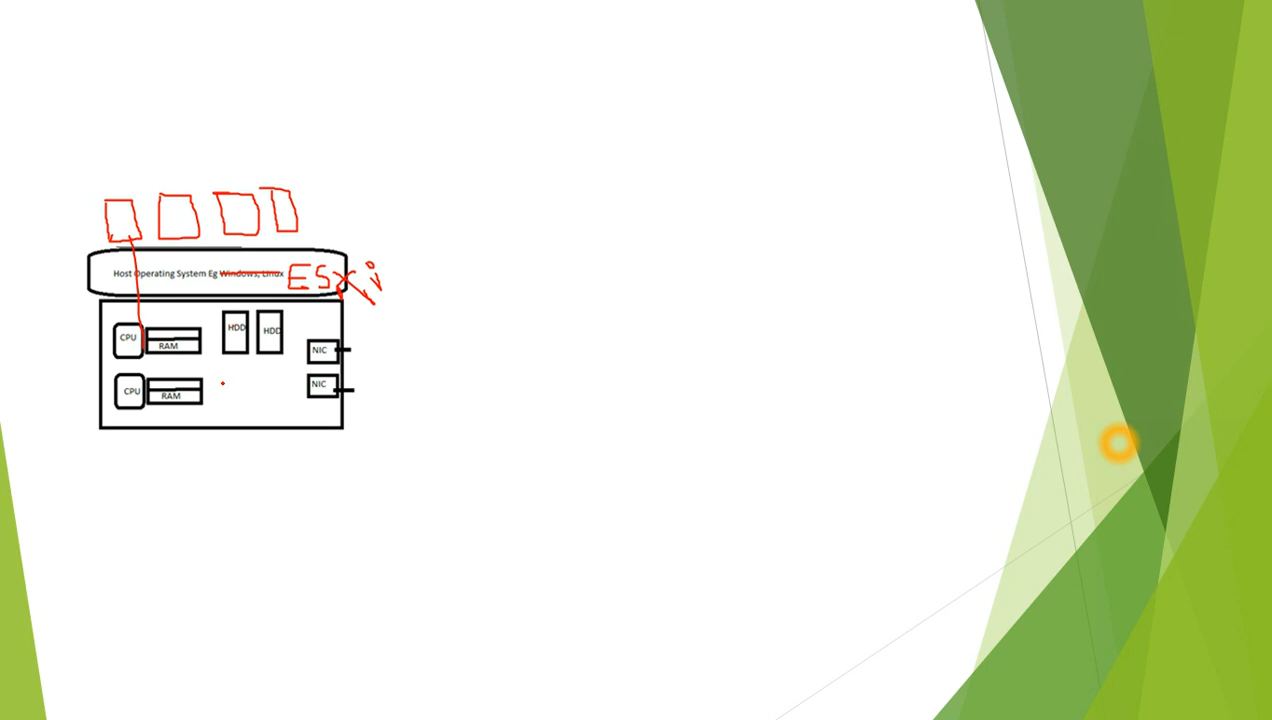 Host Operating System Eg Windows, Linux ESXi
CPU
RAM
HDD
HDD
NIC
CPU
RAM
NIC